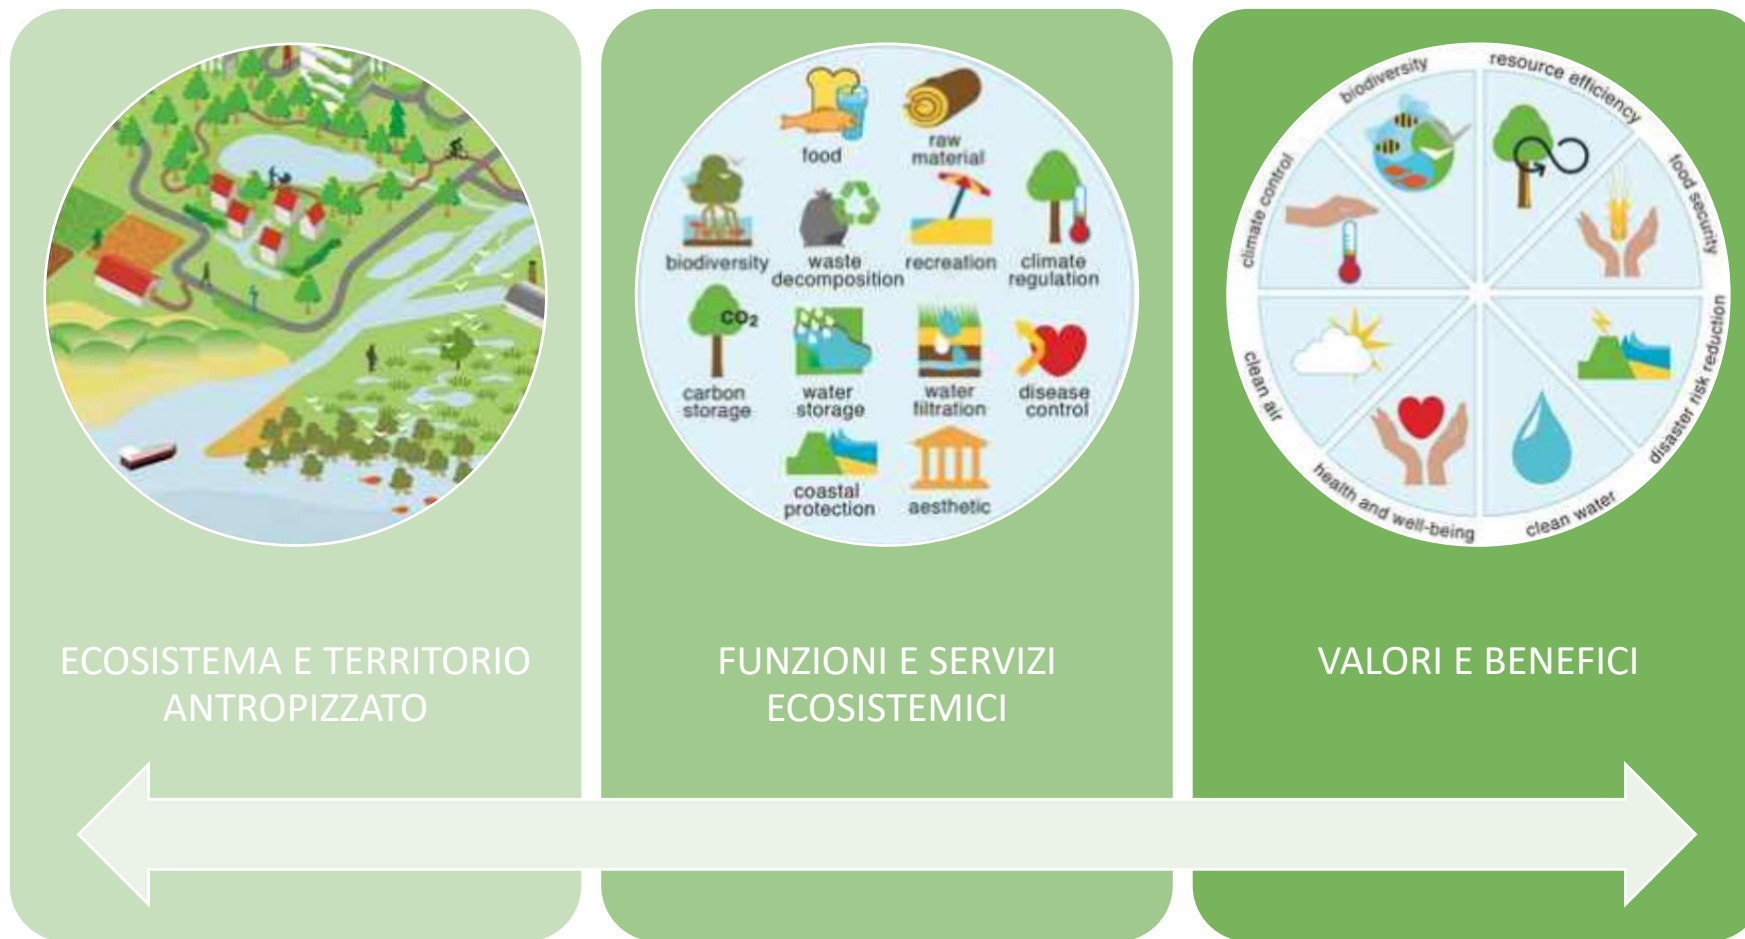 food
raw
material
biodiversity
waste
decomposition
recreation
climate
regulation
CO2
carbon
storage
water
storage
water
filtration
disease
control
coastal
protection
aesthetic
biodiversity
resource efficiency
food security
disaster risk reduction
clean water
health and well-being
clean air
climate control
ECOSISTEMA E TERRITORIO
ANTROPIZZATO
FUNZIONI E SERVIZI
ECOSISTEMICI
VALORI E BENEFICI